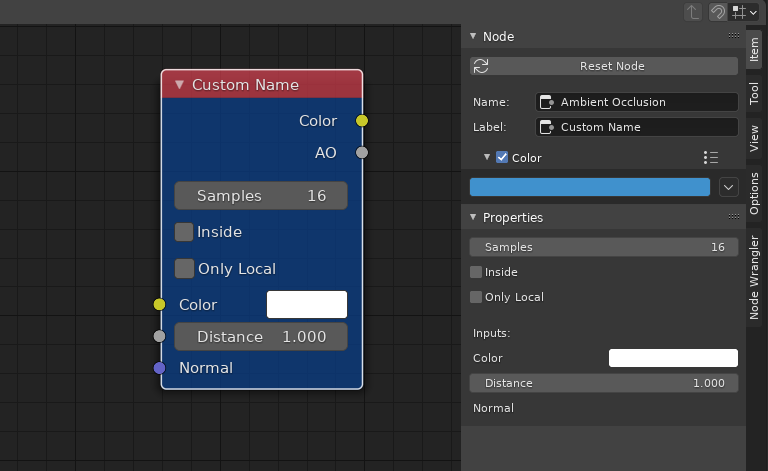 Custom Name
Color
AO
Samples 16
Inside
Only Local
Color
Distance 1.000
Normal
Node
Reset Node
Name: Ambient Occlusion
Label: Custom Name
Color
Properties
Samples 16
Inside
Only Local
Inputs:
Color
Distance 1.000
Normal
Item
Tool
View
Options
Node Wrangler